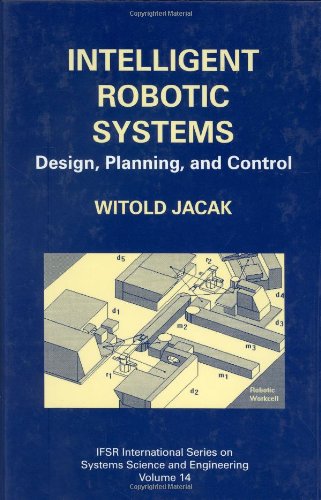 INTELLIGENT
ROBOTIC
SYSTEMS
Design, Planning, and Control
WITOLD JACAK
d5
r
d4
d3
d1
m1
m3
m2
d2
Robotic
Workcell
IFSR International Series on
Systems Science and Engineering
Volume 14